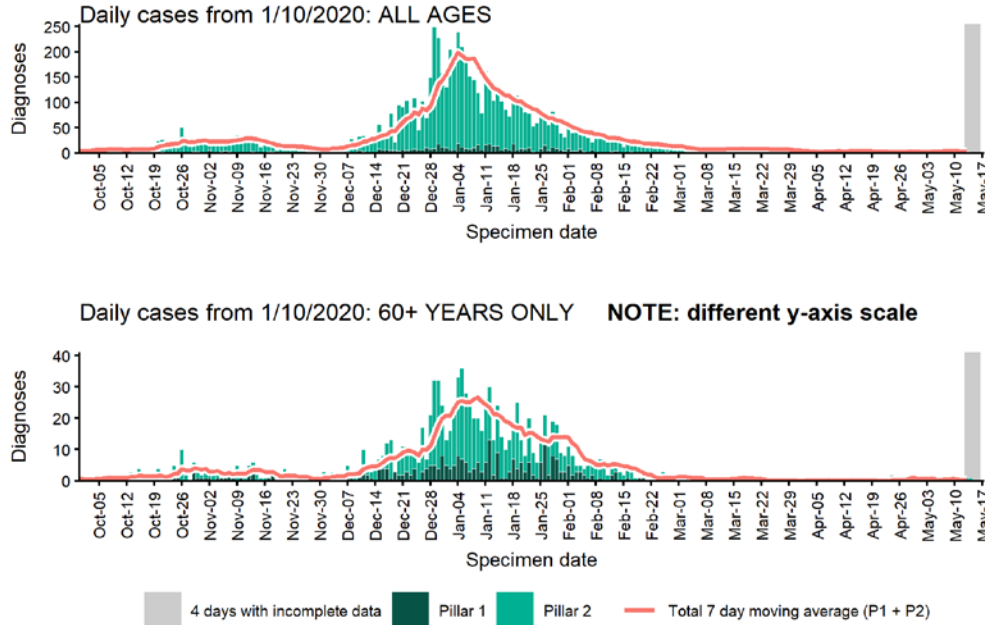 Daily cases from 1/10/2020: ALL AGES
250
200
150
100
50
0
Diagnoses
Oct-05
Oct-12
Oct-19
Oct-26
Nov-02
Nov-09
Nov-16
Nov-23
Nov-30
Dec-07
Dec-14
Dec-21
Dec-28
Jan-04
Jan-11
Jan-18
Jan-25
Feb-01
Feb-08
Feb-15
Feb-22
Mar-01
Mar-08
Mar-15
Mar-22
Mar-29
Apr-05
Apr-12
Apr-19
Apr-26
May-03
May-10
May-17
Specimen date
Daily cases from 1/10/2020: 60+ YEARS ONLY NOTE: different y-axis scale
40
30
20
10
0
Diagnoses
Oct-05
Oct-12
Oct-19
Oct-26
Nov-02
Nov-09
Nov-16
Nov-23
Nov-30
Dec-07
Dec-14
Dec-21
Dec-28
Jan-04
Jan-11
Jan-18
Jan-25
Feb-01
Feb-08
Feb-15
Feb-22
Mar-01
Mar-08
Mar-15
Mar-22
Mar-29
Apr-05
Apr-12
Apr-19
Apr-26
May-03
May-10
May-17
Specimen date
4 days with incomplete data Pillar 1 Pillar 2 Total 7 day moving average (P1 + P2)